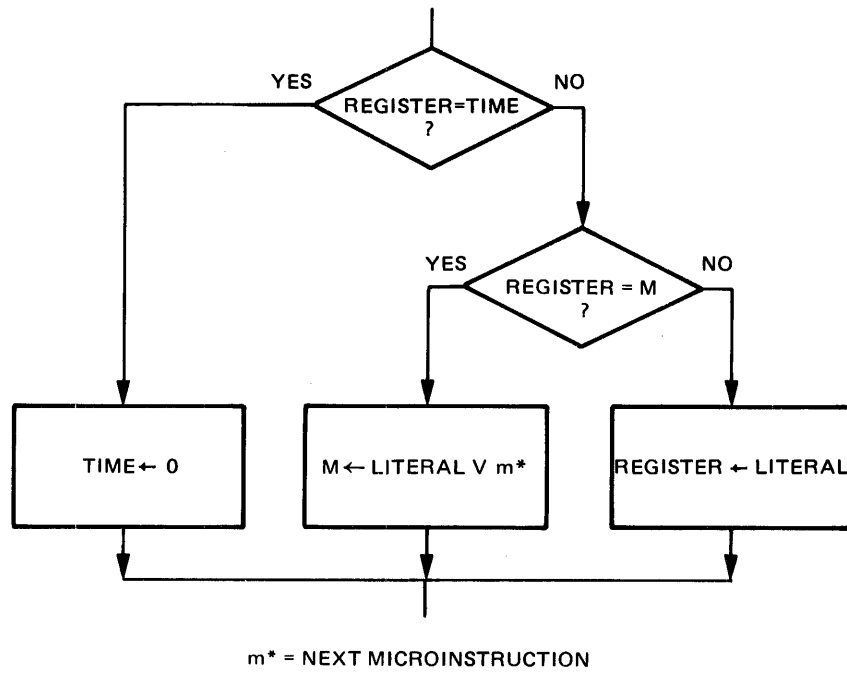 YES
NO
REGISTER=TIME
?
YES
NO
REGISTER = M
?
TIME ← 0
M ← LITERAL V m*
REGISTER ← LITERAL
m* = NEXT MICROINSTRUCTION